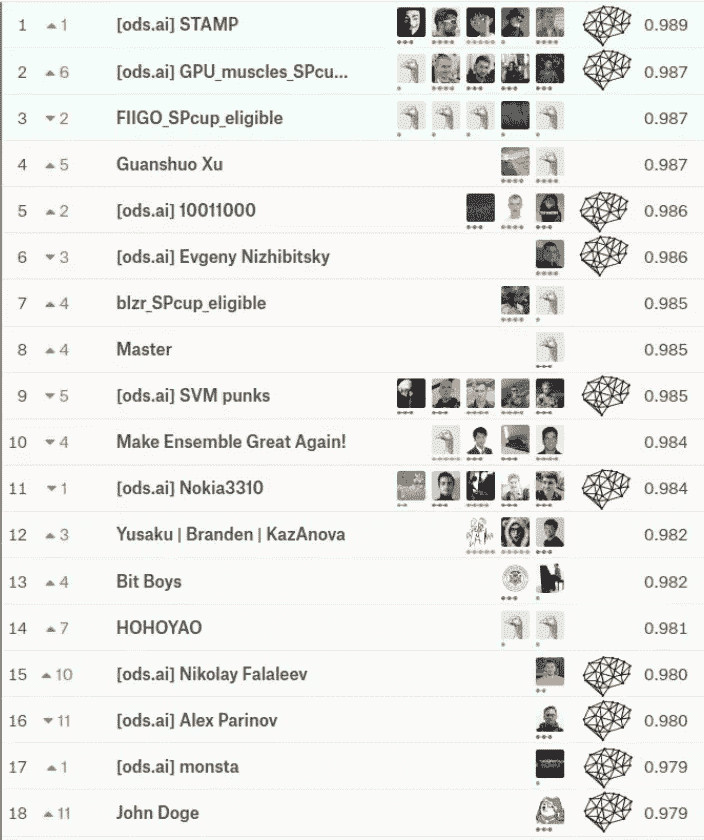 1 ▲1 [ods.ai] STAMP 0.989
2 ▲6 [ods.ai] GPU_muscles_SPcu... 0.987
3 ▼2 FIIGO_SPcup_eligible 0.987
4 ▲5 Guanshuo Xu 0.987
5 ▲2 [ods.ai] 10011000 0.986
6 ▼3 [ods.ai] Evgeny Nizhibitsky 0.986
7 ▲4 blzr_SPcup_eligible 0.985
8 ▲4 Master 0.985
9 ▼5 [ods.ai] SVM punks 0.985
10 ▼4 Make Ensemble Great Again! 0.984
11 ▼1 [ods.ai] Nokia3310 0.984
12 ▲3 Yusaku | Branden | KazAnova 0.982
13 ▲4 Bit Boys 0.982
14 ▲7 HOHOYAO 0.981
15 ▲10 [ods.ai] Nikolay Falaleev 0.980
16 ▼11 [ods.ai] Alex Parinov 0.980
17 ▲1 [ods.ai] monsta 0.979
18 ▲11 John Doge 0.979